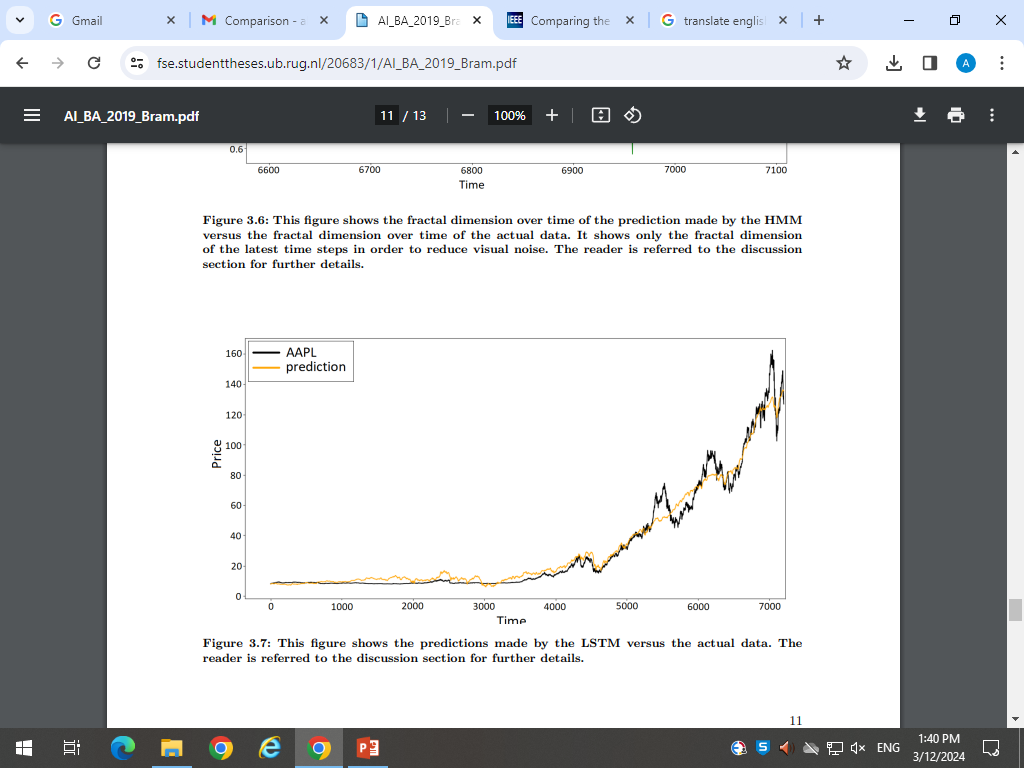 Gmail
Comparison - a
AI_BA_2019_Bra
IEEE Comparing the
translate englis
fse.studenttheses.ub.rug.nl/20683/1/AI_BA_2019_Bram.pdf
A
AI_BA_2019_Bram.pdf
11 / 13
100%
0.6
6600 6700 6800 6900 7000 7100
Time
Figure 3.6: This figure shows the fractal dimension over time of the prediction made by the HMM
versus the fractal dimension over time of the actual data. It shows only the fractal dimension
of the latest time steps in order to reduce visual noise. The reader is referred to the discussion
section for further details.
AAPL
prediction
160
140
120
100
80
60
40
20
0
Price
0 1000 2000 3000 4000 5000 6000 7000
Time
Figure 3.7: This figure shows the predictions made by the LSTM versus the actual data. The
reader is referred to the discussion section for further details.
11
ENG
1:40 PM
3/12/2024